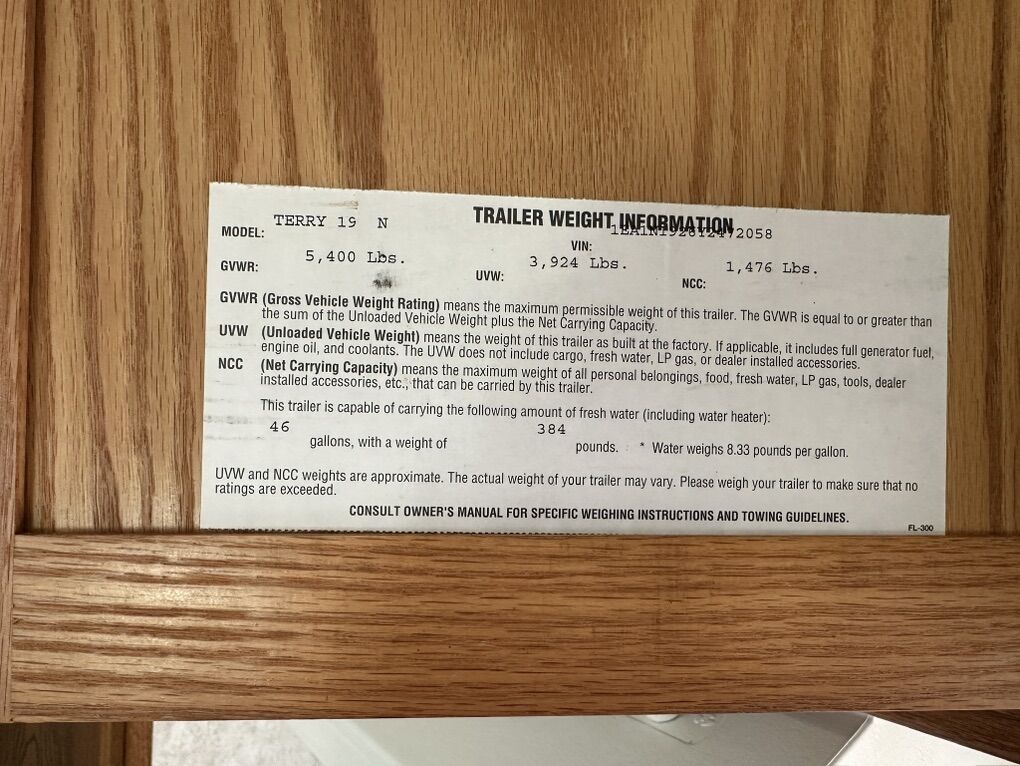 TRAILER WEIGHT INFORMATION
MODEL: TERRY 19 N VIN:
GVWR: 5,400 Lbs. UVW: 3,924 Lbs. NCC: 1,476 Lbs.
GVWR (Gross Vehicle Weight Rating) means the maximum permissible weight of this trailer. The GVWR is equal to or greater than
the sum of the Unloaded Vehicle Weight plus the Net Carrying Capacity.
UVW (Unloaded Vehicle Weight) means the weight of this trailer as built at the factory. If applicable, it includes full generator fuel,
engine oil, and coolants. The UVW does not include cargo, fresh water, LP gas, or dealer installed accessories.
NCC (Net Carrying Capacity) means the maximum weight of all personal belongings, food, fresh water, LP gas, tools, dealer
installed accessories, etc., that can be carried by this trailer.
This trailer is capable of carrying the following amount of fresh water (including water heater):
46 gallons, with a weight of 384 pounds. * Water weighs 8.33 pounds per gallon.
UVW and NCC weights are approximate. The actual weight of your trailer may vary. Please weigh your trailer to make sure that no
ratings are exceeded.
CONSULT OWNER'S MANUAL FOR SPECIFIC WEIGHING INSTRUCTIONS AND TOWING GUIDELINES.
FL-300